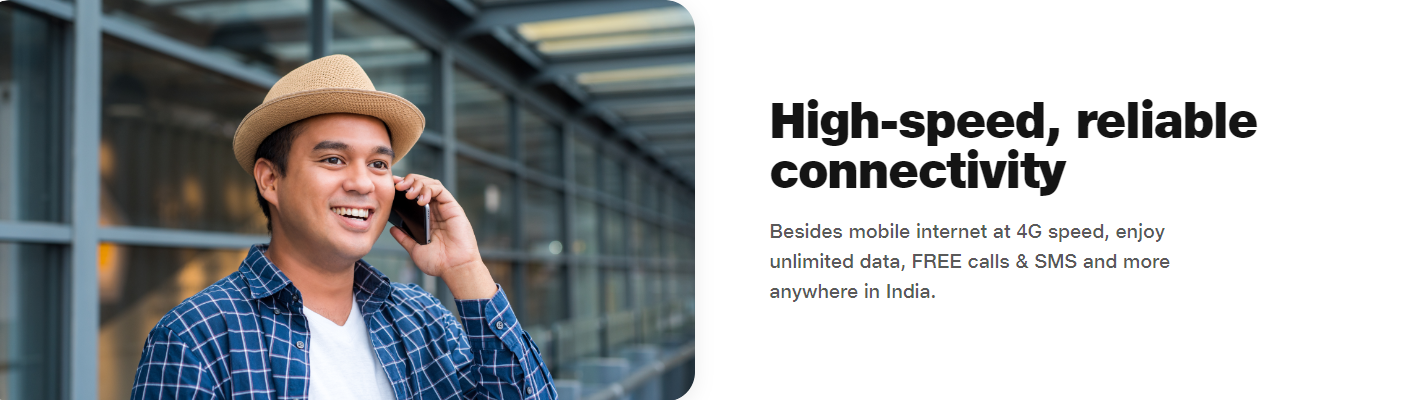 High-speed, reliable
connectivity
Besides mobile internet at 4G speed, enjoy
unlimited data, FREE calls & SMS and more
anywhere in India.